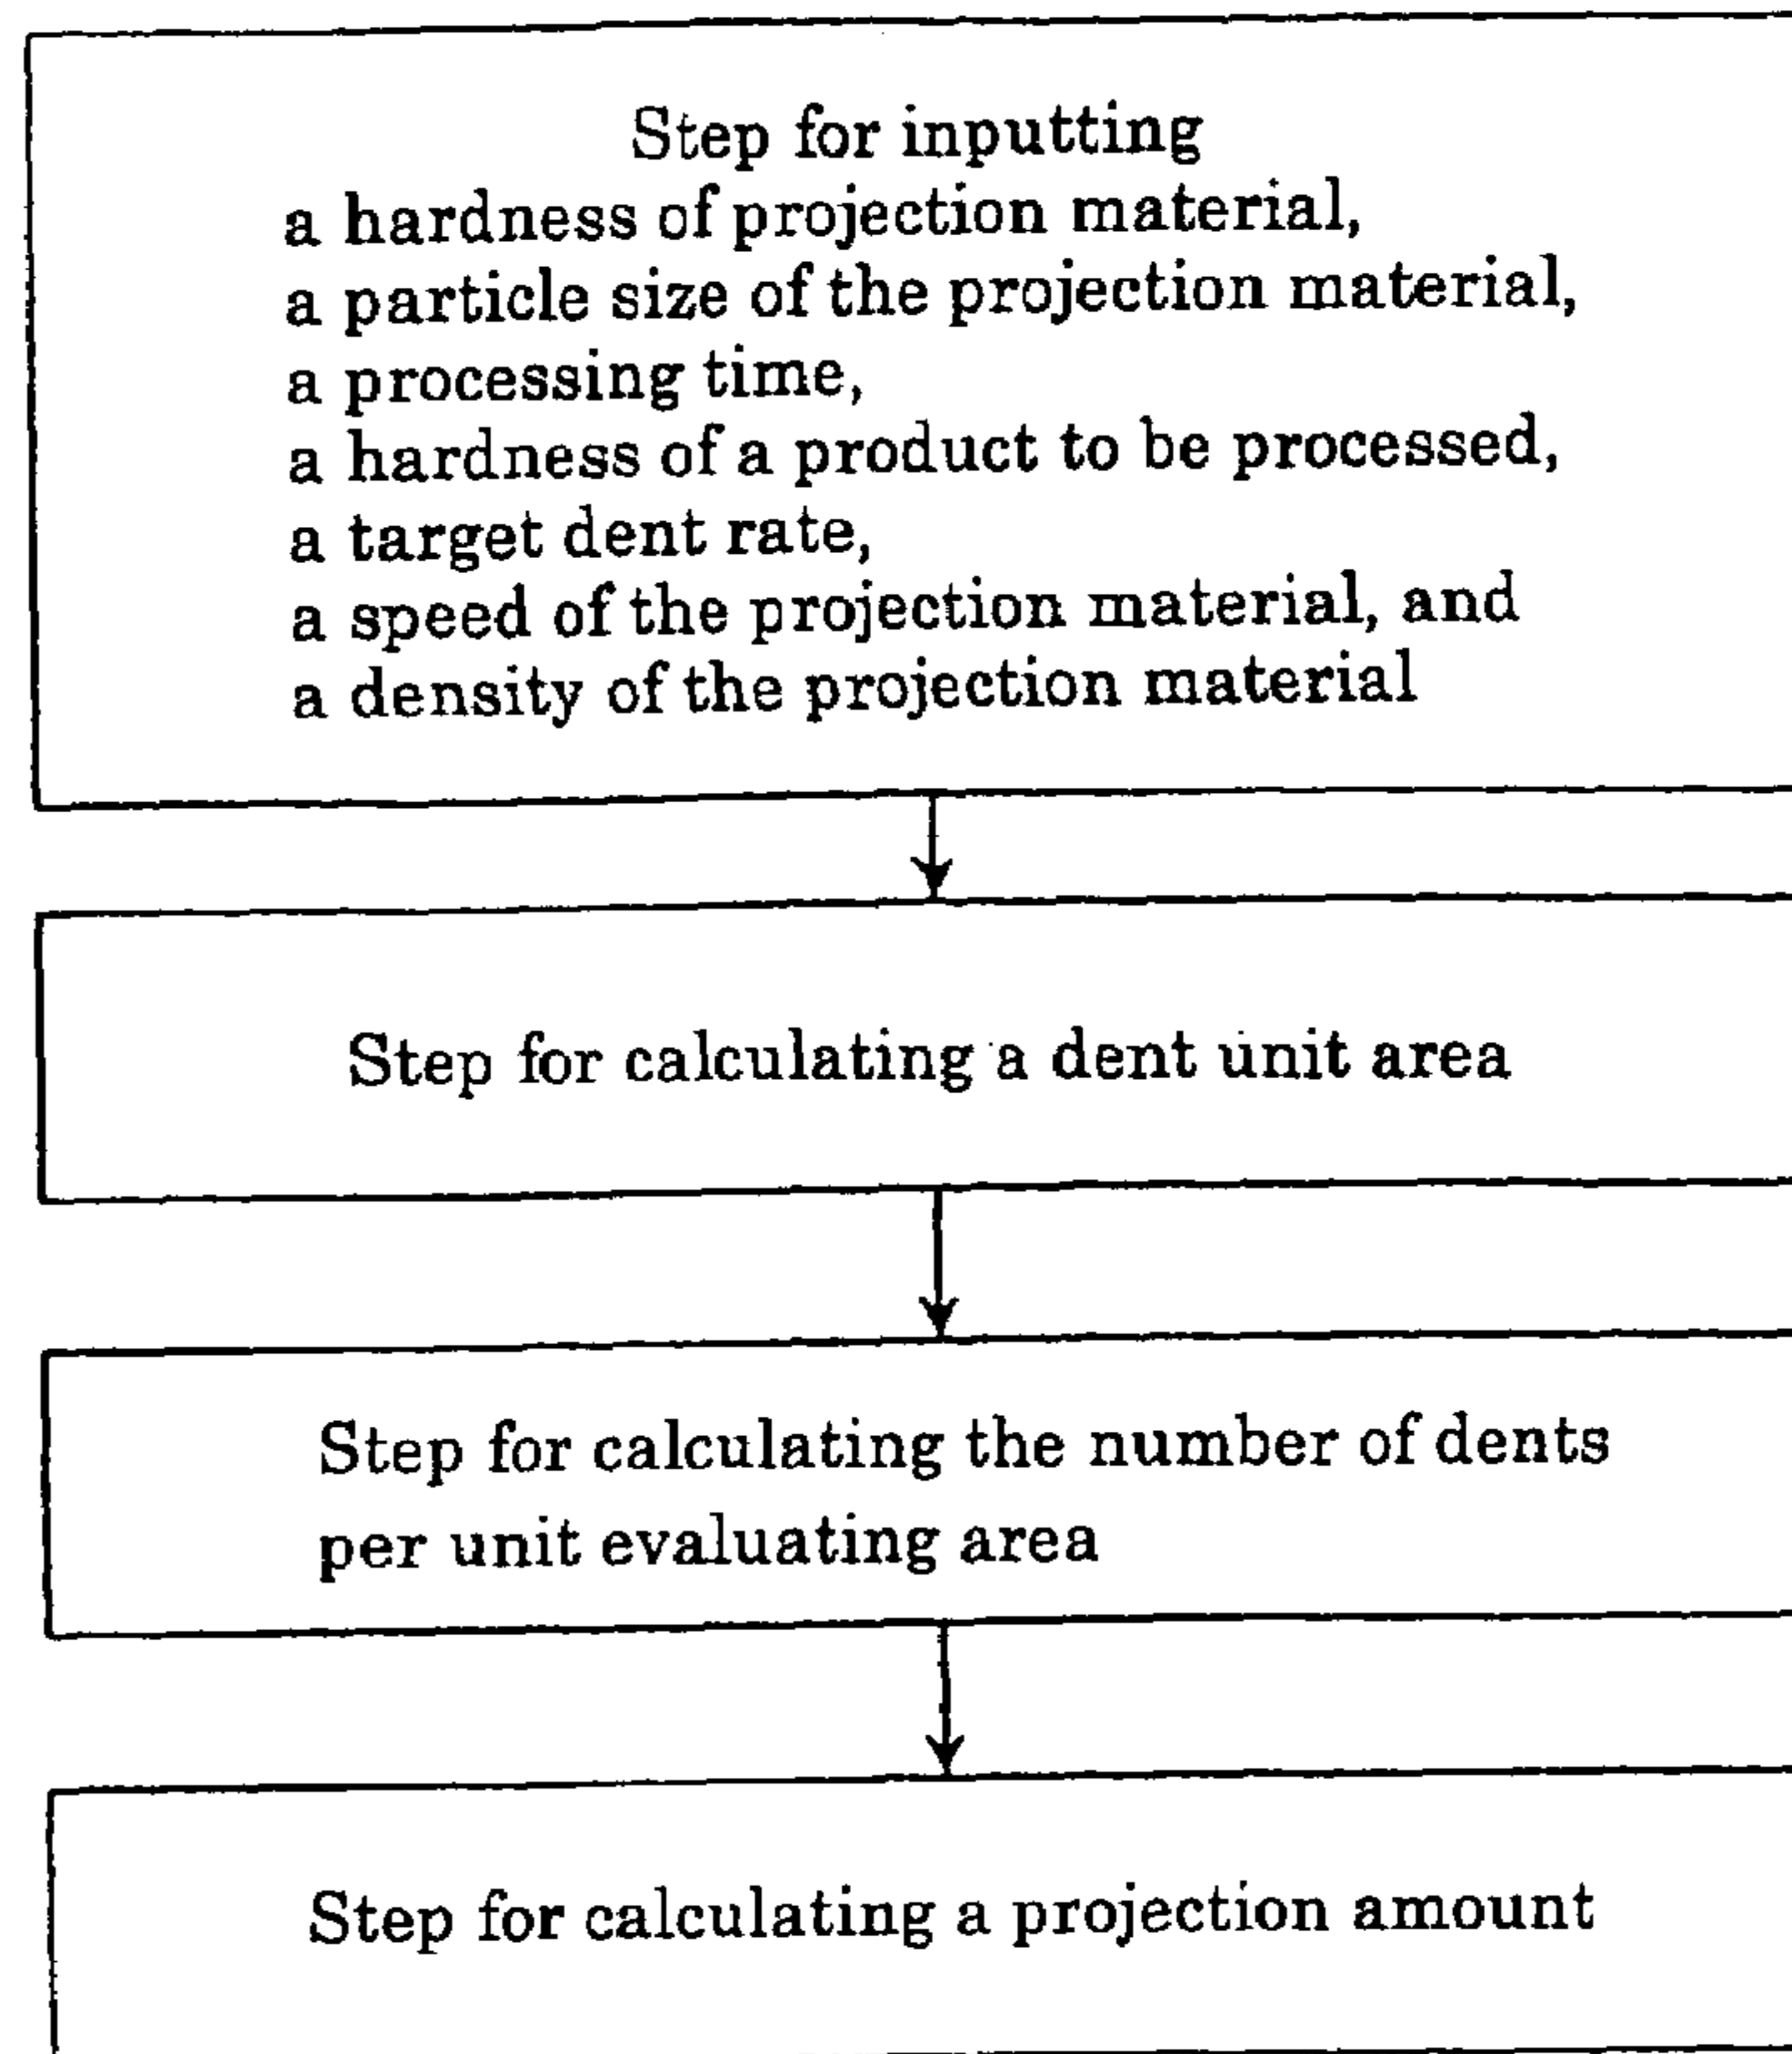 Step for inputting
a hardness of projection material,
a particle size of the projection material,
a processing time,
a hardness of a product to be processed,
a target dent rate,
a speed of the projection material, and
a density of the projection material
Step for calculating a dent unit area
Step for calculating the number of dents
per unit evaluating area
Step for calculating a projection amount